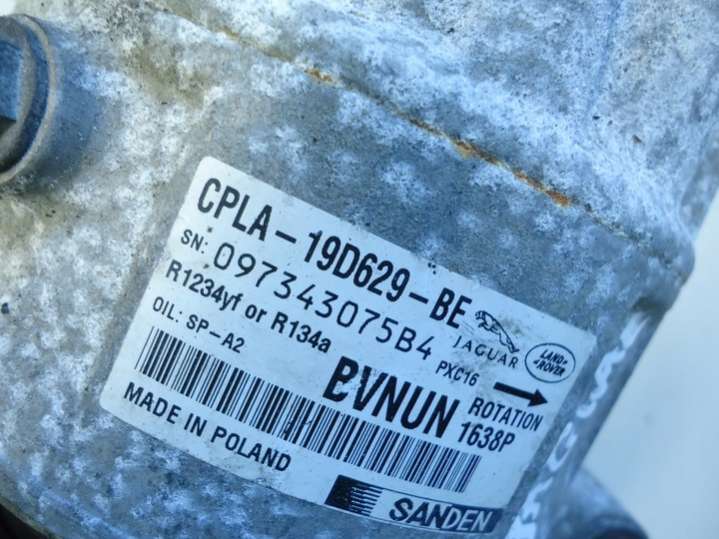 CPLA-19D629-BE
SN: 097343075B4
JAGUAR
LAND-
ROVER
R1234yf or R134a
PXC16
OIL: SP-A2
ROTATION
BVNUN 1638P
MADE IN POLAND
SANDEN